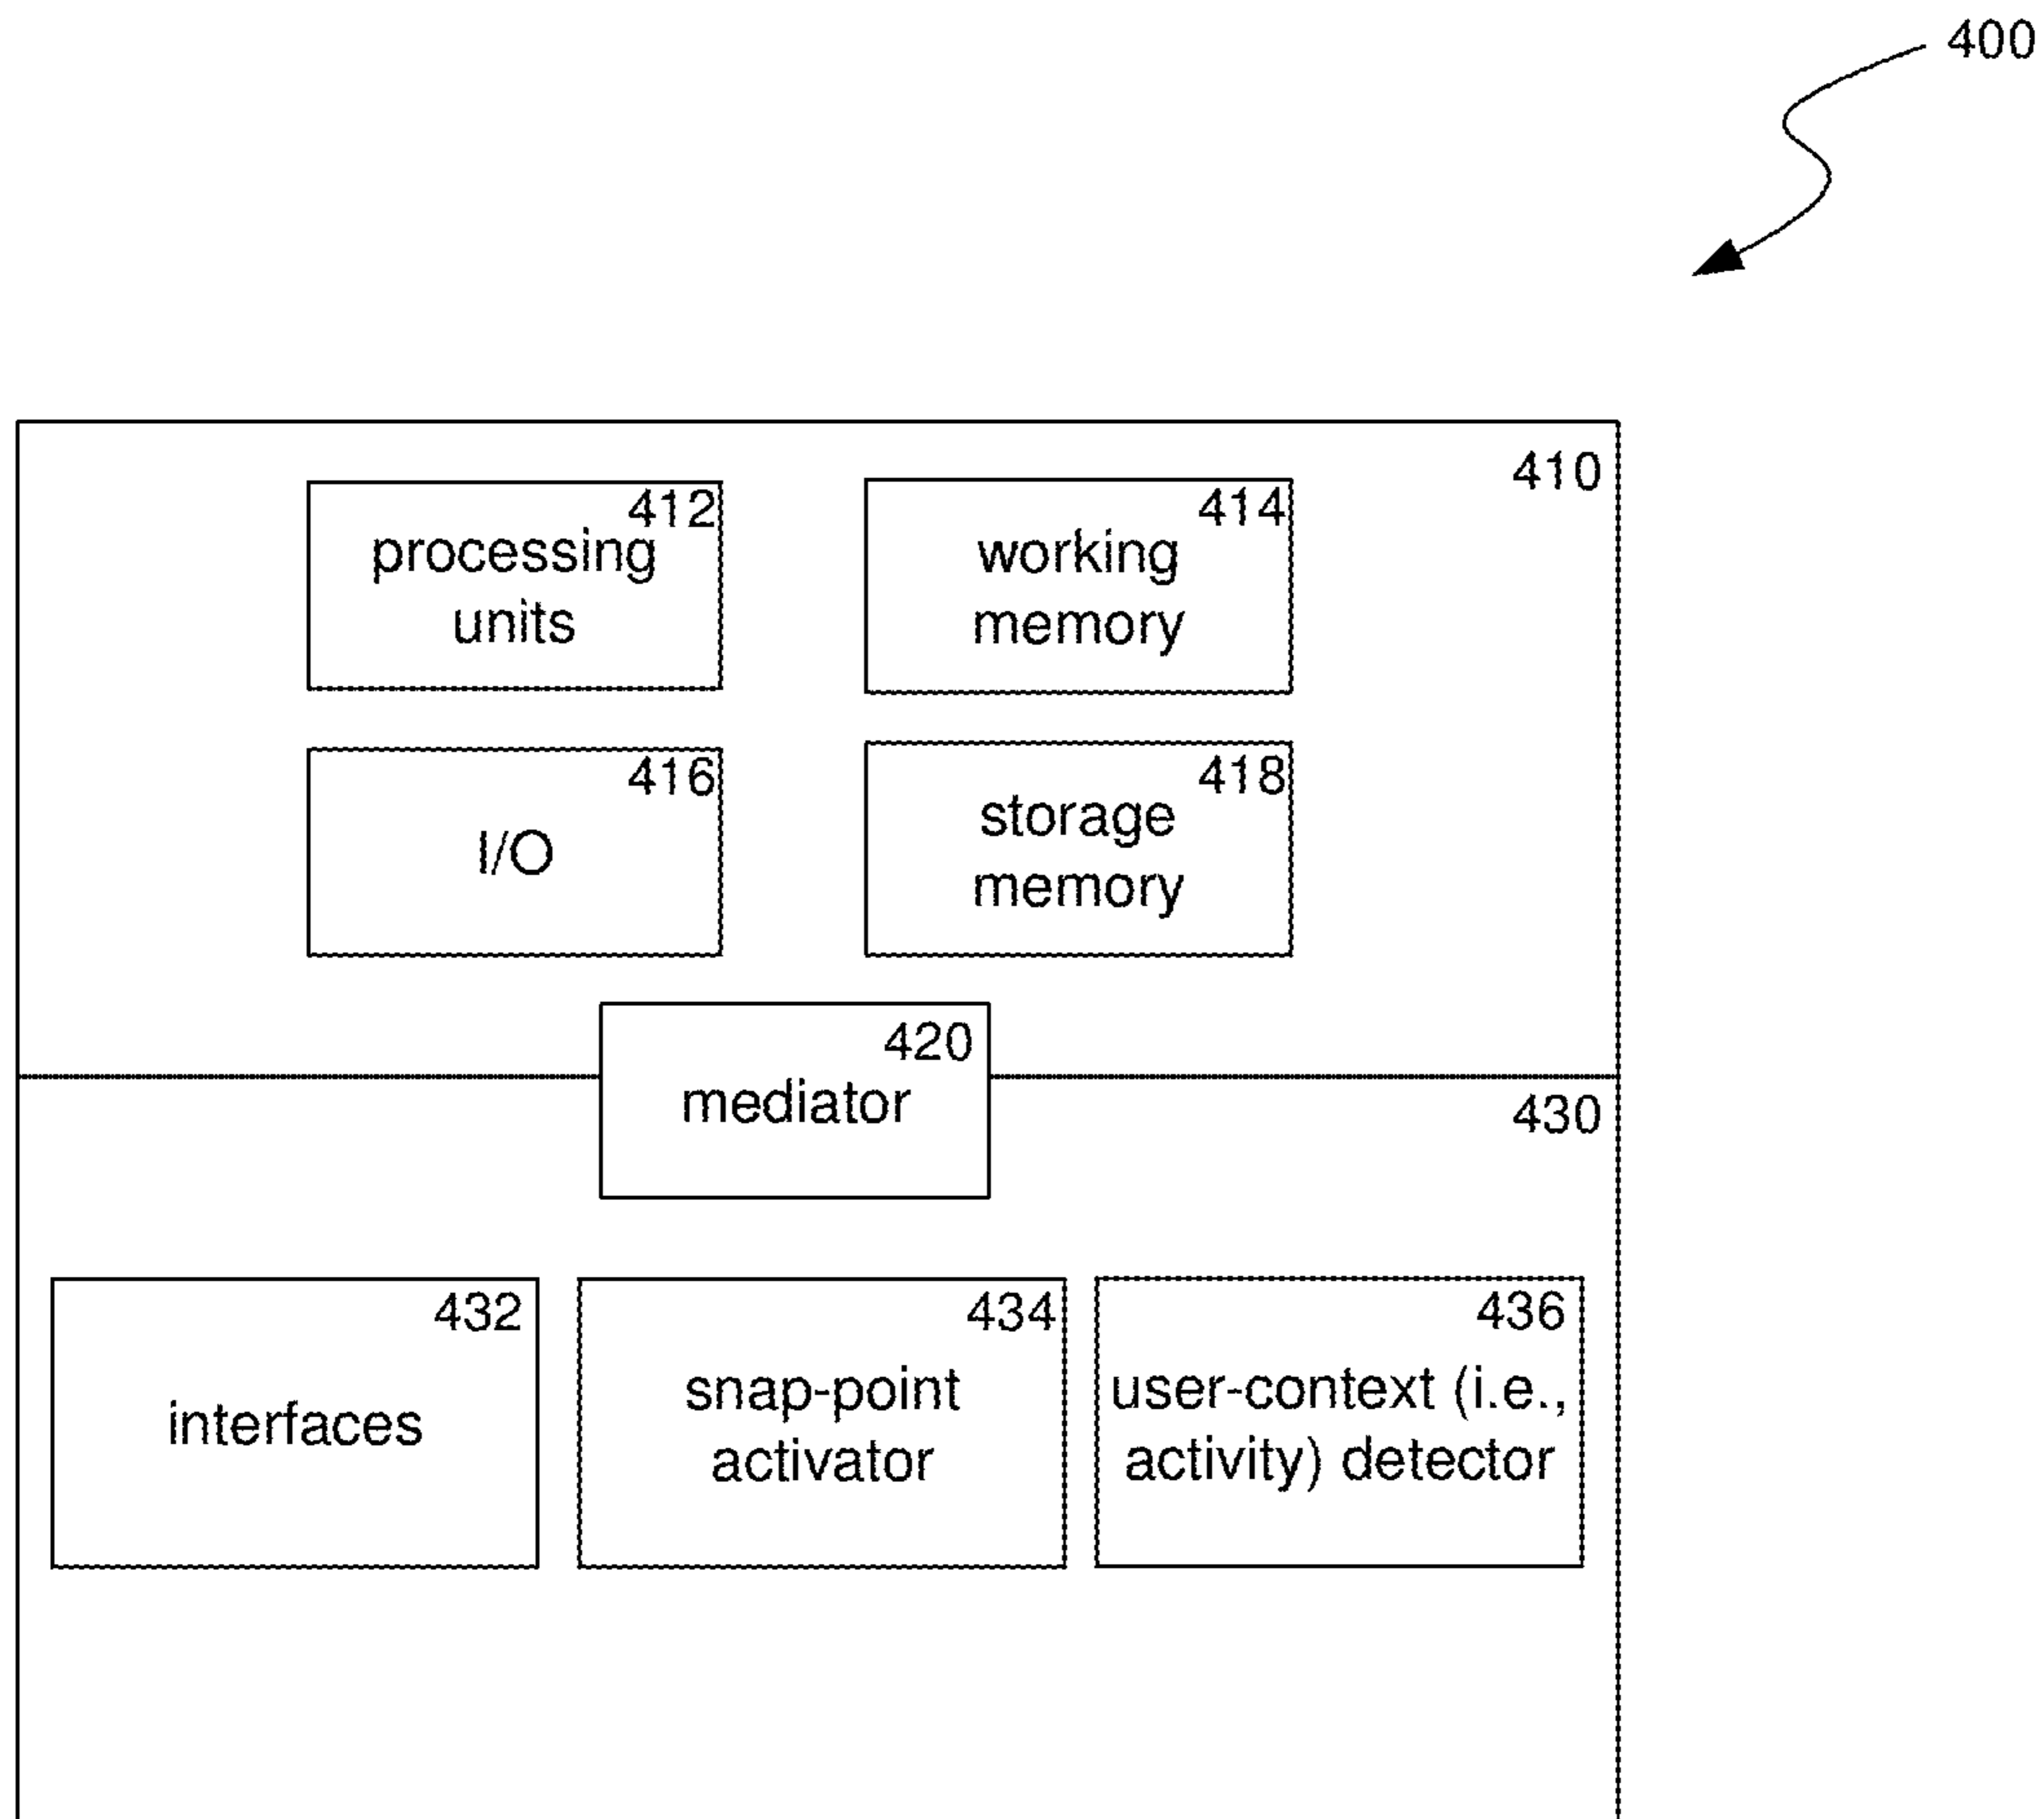 400
410
412
processing
units
414
working
memory
416
I/O
418
storage
memory
420
mediator
430
432
interfaces
434
snap-point
activator
436
user-context (i.e.,
activity) detector